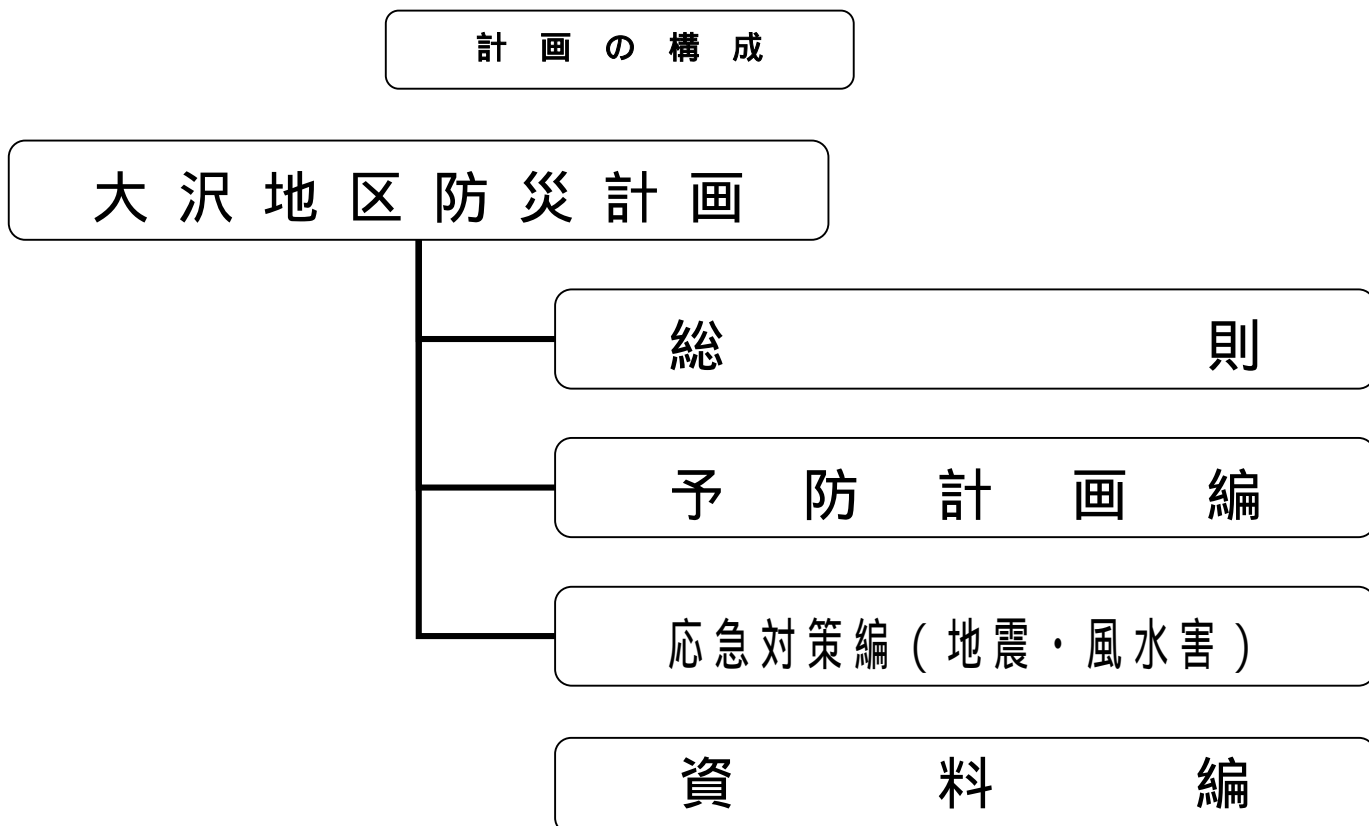 計画の構成
大沢地区防災計画
総則
予防計画編
応急対策編(地震・風水害)
資料編